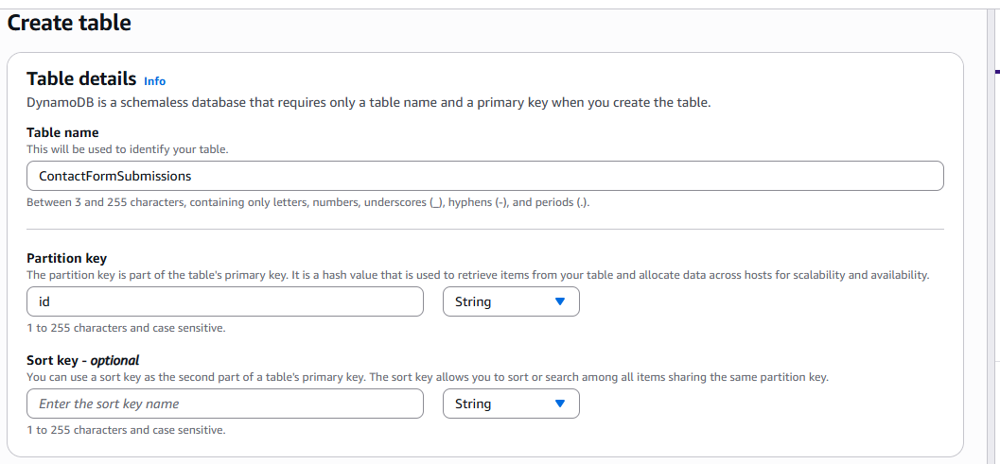 Create table
Table details Info
DynamoDB is a schemaless database that requires only a table name and a primary key when you create the table.
Table name
This will be used to identify your table.
ContactFormSubmissions
Between 3 and 255 characters, containing only letters, numbers, underscores (_), hyphens (-), and periods (.).
Partition key
The partition key is part of the table's primary key. It is a hash value that is used to retrieve items from your table and allocate data across hosts for scalability and availability.
id String
1 to 255 characters and case sensitive.
Sort key - optional
You can use a sort key as the second part of a table's primary key. The sort key allows you to sort or search among all items sharing the same partition key.
Enter the sort key name String
1 to 255 characters and case sensitive.